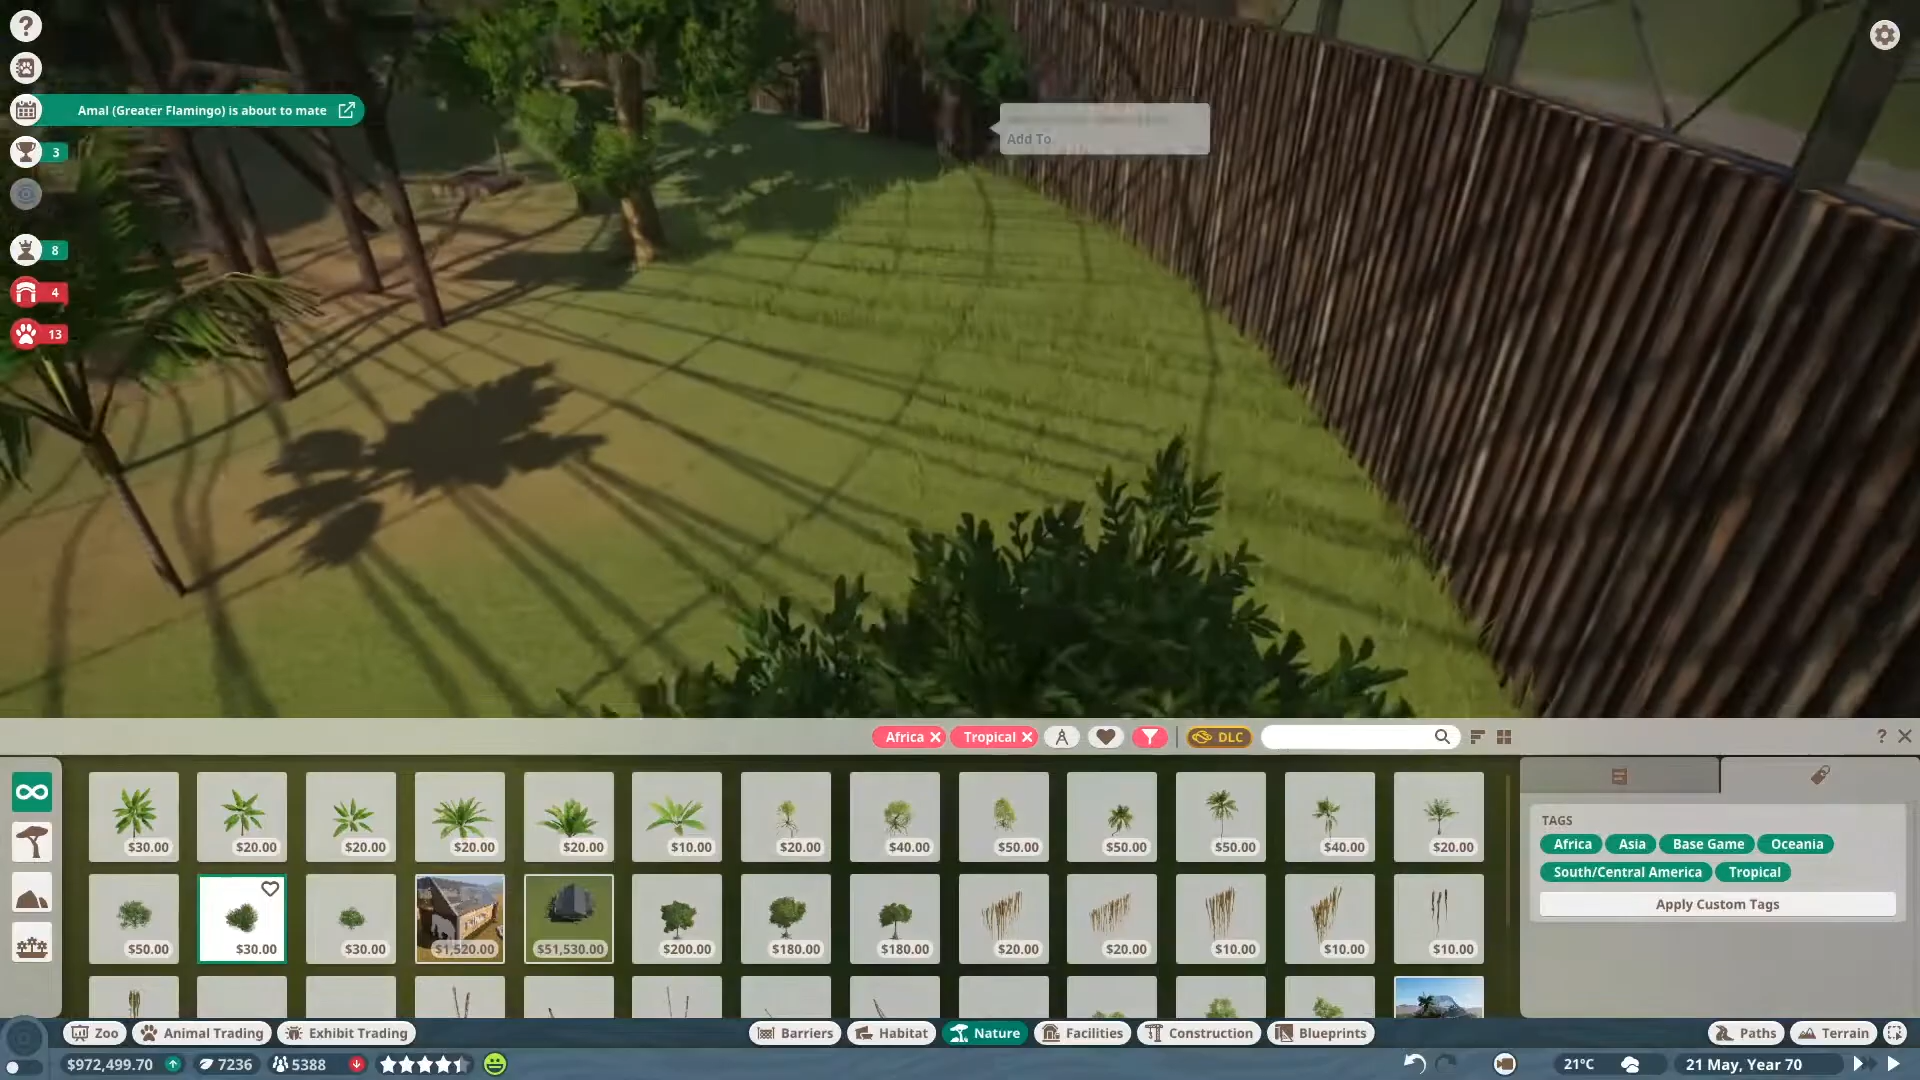 Amal (Greater Flamingo) is about to mate
3
8
4
13
Add To
Africa Tropical DLC
$30.00 $20.00 $20.00 $20.00 $20.00 $10.00 $20.00 $40.00 $50.00 $50.00 $50.00 $40.00 $20.00
$50.00 $30.00 $30.00 $1,520.00 $51,530.00 $200.00 $180.00 $180.00 $20.00 $20.00 $10.00 $10.00 $10.00
TAGS
Africa Asia Base Game Oceania
South/Central America Tropical
Apply Custom Tags
Zoo Animal Trading Exhibit Trading Barriers Habitat Nature Facilities Construction Blueprints Paths Terrain
$972,499.70 7236 5388 21°C 21 May, Year 70